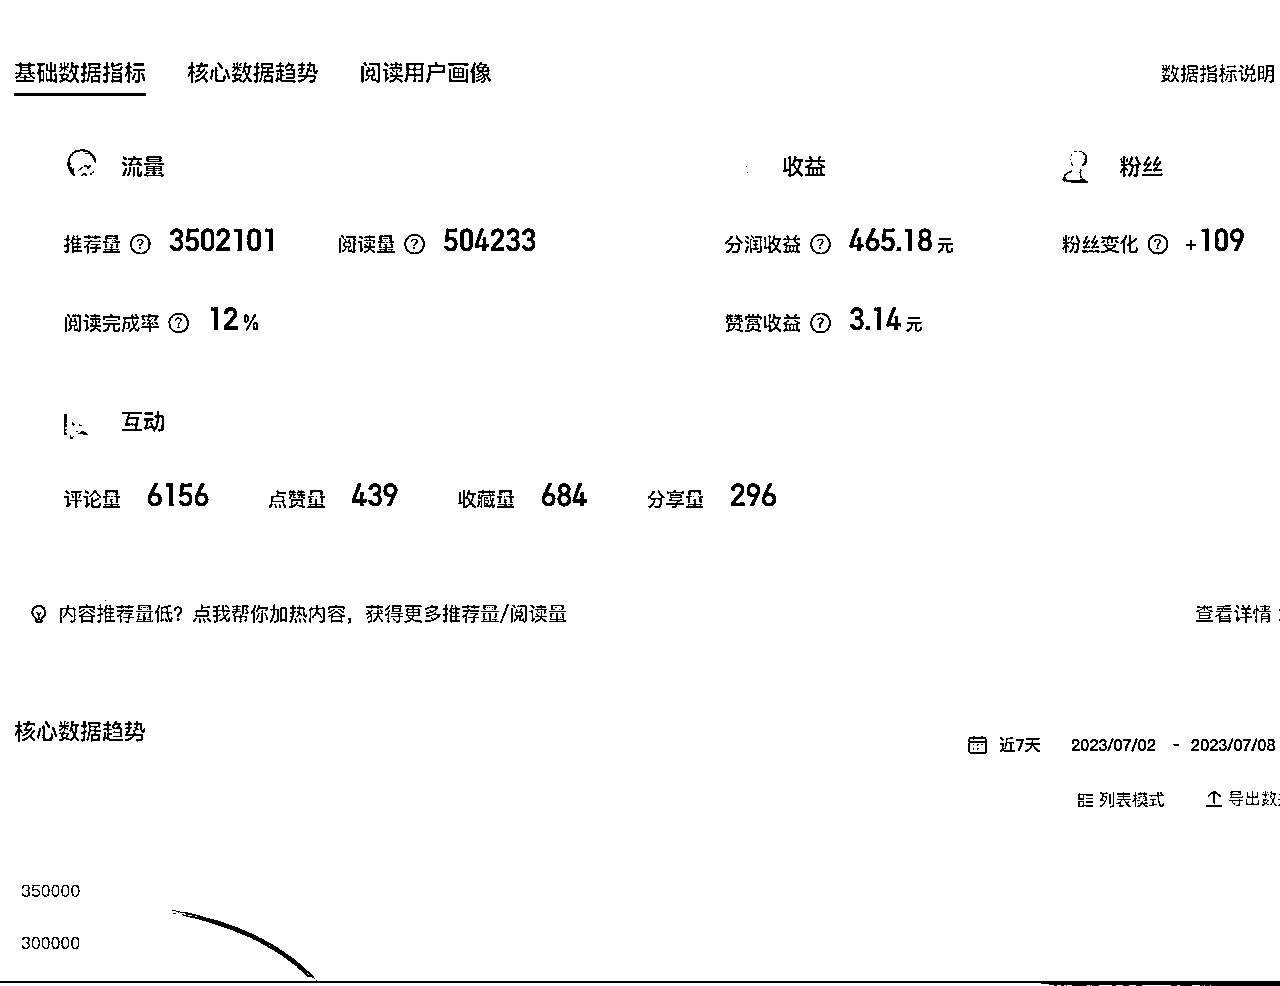 基础数据指标 核心数据趋势 阅读用户画像 数据指标说明
流量 收益 粉丝
推荐量 ? 3502101 阅读量 ? 504233 分润收益 ? 465.18元 粉丝变化 ? +109
阅读完成率 ? 12% 赞赏收益 ? 3.14元
互动
评论量 6156 点赞量 439 收藏量 684 分享量 296
内容推荐量低？点我帮你加热内容，获得更多推荐量/阅读量 查看详情
核心数据趋势
近7天 2023/07/02 - 2023/07/08
列表模式 导出数
350000
300000